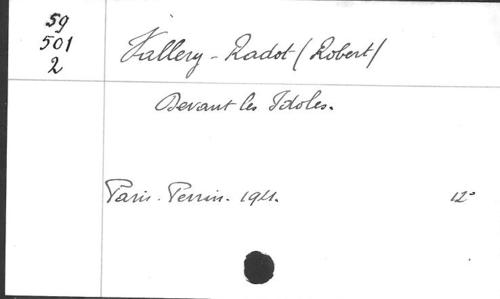 59
501
2
Vallery-Radot (Robert)
Devant les Idoles.
Paris. Perrin. 1921. 12°